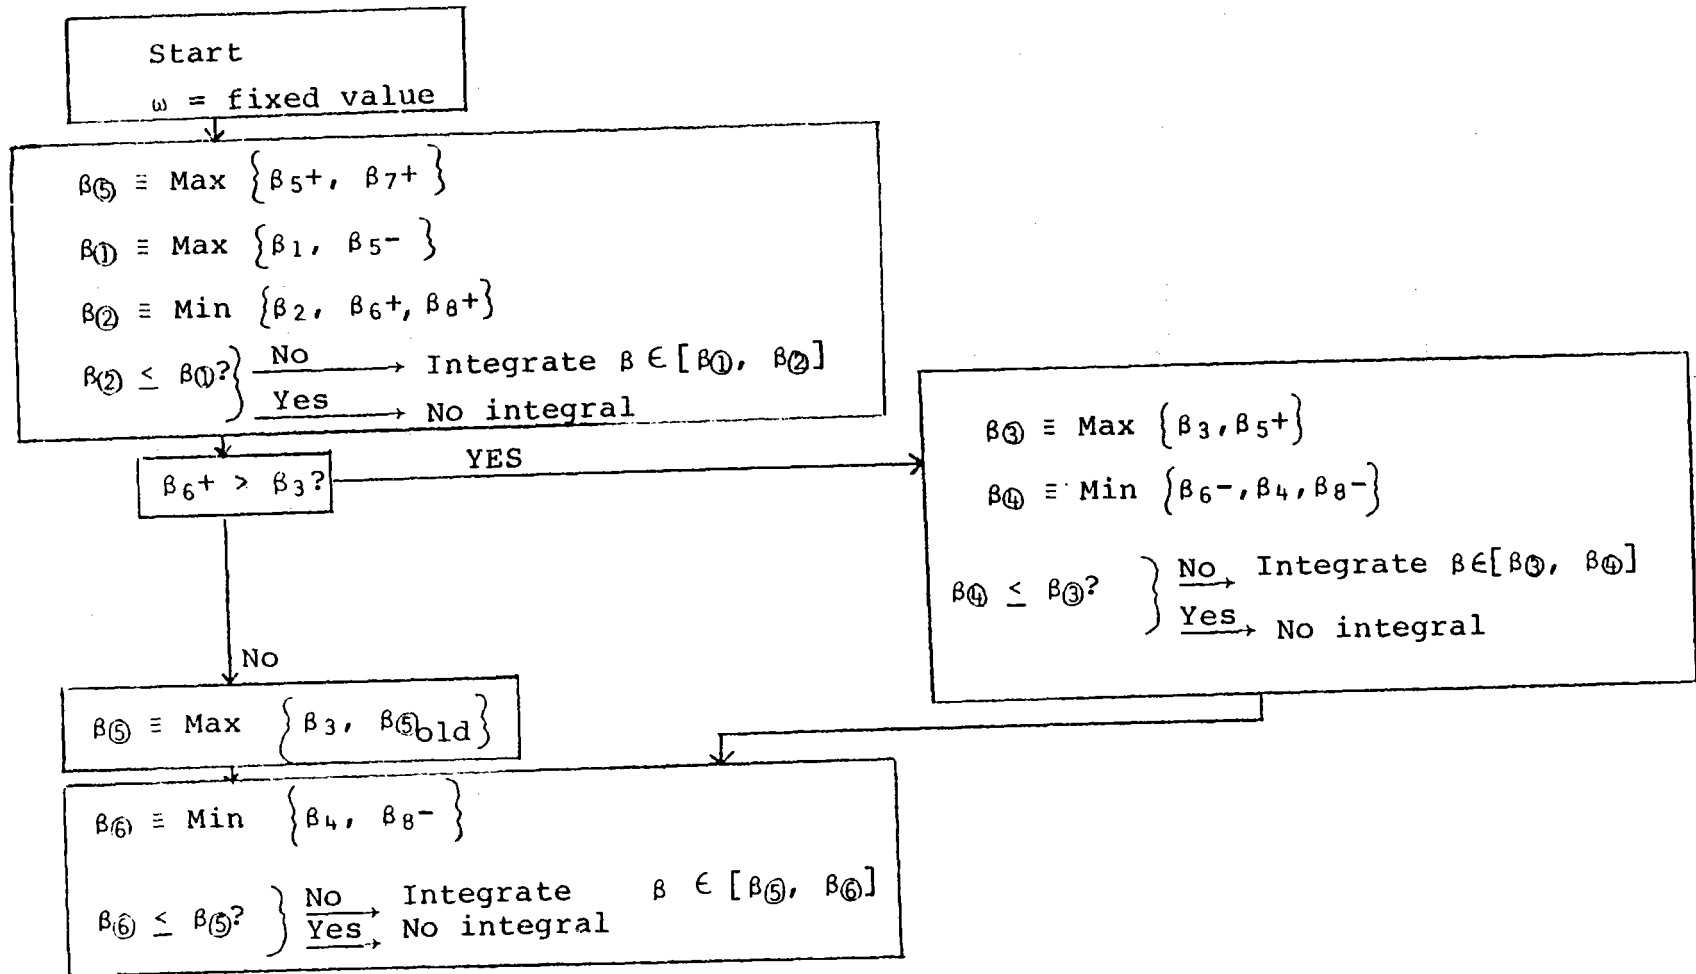 Start
ω = fixed value
β⑤ ≡ Max {β5+, β7+}
β① ≡ Max {β1, β5-}
β② ≡ Min {β2, β6+, β8+}
β② ≤ β①? } No → Integrate β ∈ [β①, β②]
Yes → No integral
β6+ > β3?
YES
β③ ≡ Max {β3, β5+}
β④ ≡ Min {β6-, β4, β8-}
β④ ≤ β③? } No → Integrate β∈[β③, β④]
Yes → No integral
No
β⑤ ≡ Max {β3, β⑤old}
β⑥ ≡ Min {β4, β8-}
β⑥ ≤ β⑤? } No → Integrate β ∈ [β⑤, β⑥]
Yes → No integral